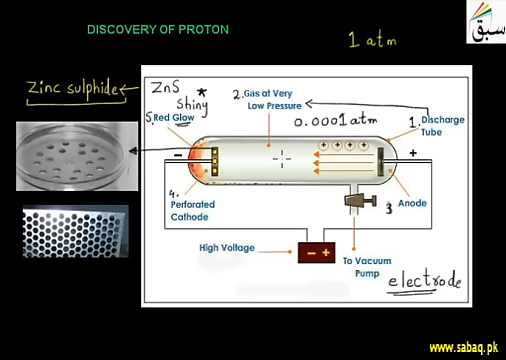 DISCOVERY OF PROTON
1 atm
سبق
Zinc sulphide
ZnS
Shiny *
2. Gas at Very
Low Pressure
0.0001 atm
1. Discharge
Tube
5. Red Glow
−
+
+ + + +
4.
Perforated
Cathode
3
Anode
High Voltage
− +
To Vacuum
Pump
electrode
www.sabaq.pk